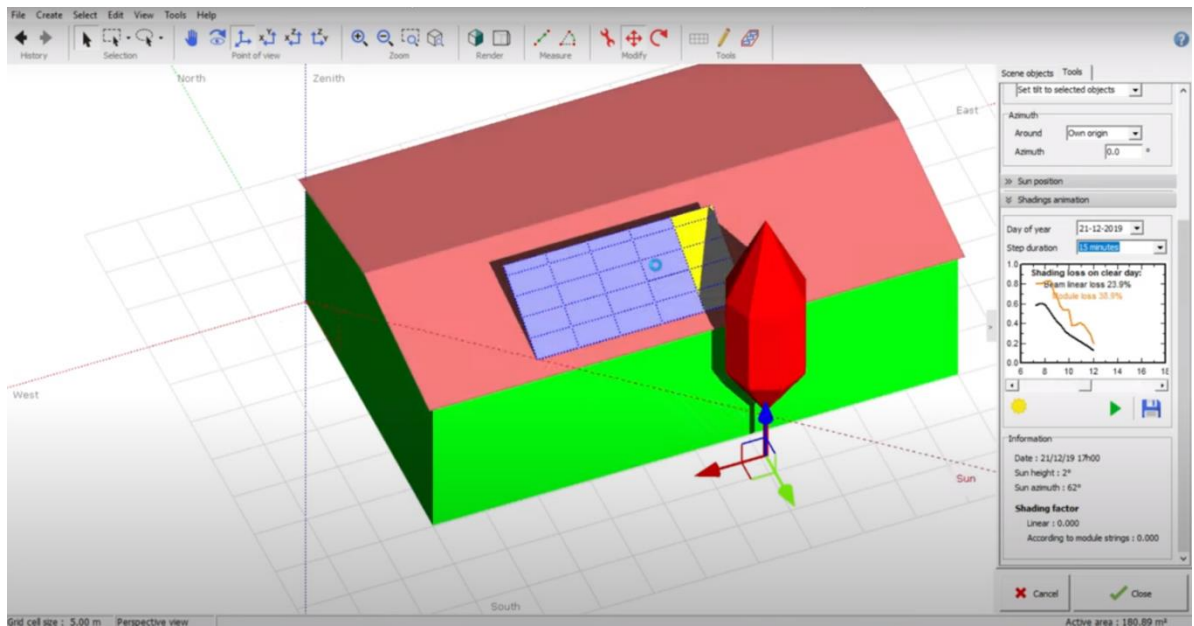 File Create Select Edit View Tools Help
History Selection Point of view Zoom Render Measure Modify Tools
North
Zenith
East
West
South
Sun
Scene objects Tools
Set tilt to selected objects
Azimuth
Around Own origin
Azimuth 0.0 °
Sun position
Shadings animation
Day of year 21-12-2019
Step duration 15 minutes
Shading loss on clear day:
Beam linear loss 23.9%
Module loss 38.9%
1.0
0.8
0.6
0.4
0.2
0.0
6 8 10 12 14 16 18
Information
Date : 21/12/19 17h00
Sun height : 2°
Sun azimuth : 62°
Shading factor
Linear : 0.000
According to module strings : 0.000
Cancel Close
Grid cell size : 5.00 m Perspective view Active area : 180.89 m²